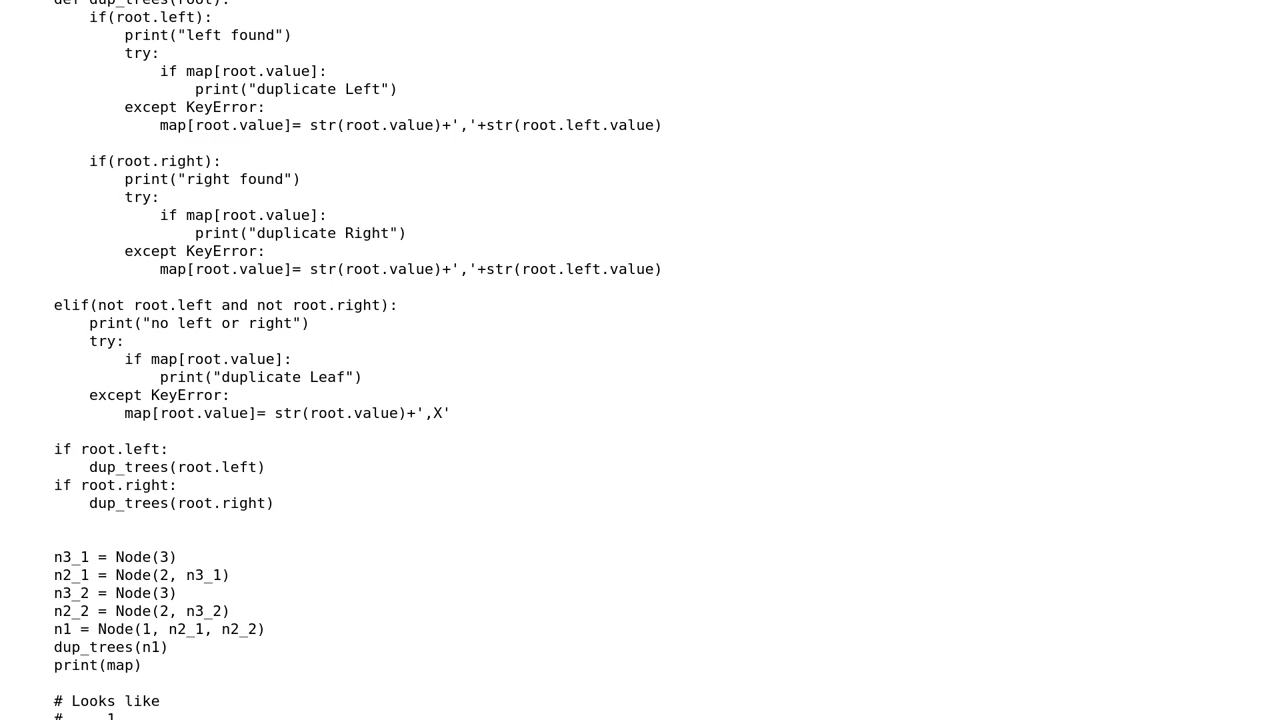 def dup_trees(root):
    if(root.left):
        print("left found")
        try:
            if map[root.value]:
                print("duplicate Left")
        except KeyError:
            map[root.value]= str(root.value)+','+str(root.left.value)

    if(root.right):
        print("right found")
        try:
            if map[root.value]:
                print("duplicate Right")
        except KeyError:
            map[root.value]= str(root.value)+','+str(root.left.value)

elif(not root.left and not root.right):
    print("no left or right")
    try:
        if map[root.value]:
            print("duplicate Leaf")
    except KeyError:
        map[root.value]= str(root.value)+',X'

if root.left:
    dup_trees(root.left)
if root.right:
    dup_trees(root.right)


n3_1 = Node(3)
n2_1 = Node(2, n3_1)
n3_2 = Node(3)
n2_2 = Node(2, n3_2)
n1 = Node(1, n2_1, n2_2)
dup_trees(n1)
print(map)

# Looks like
#     1